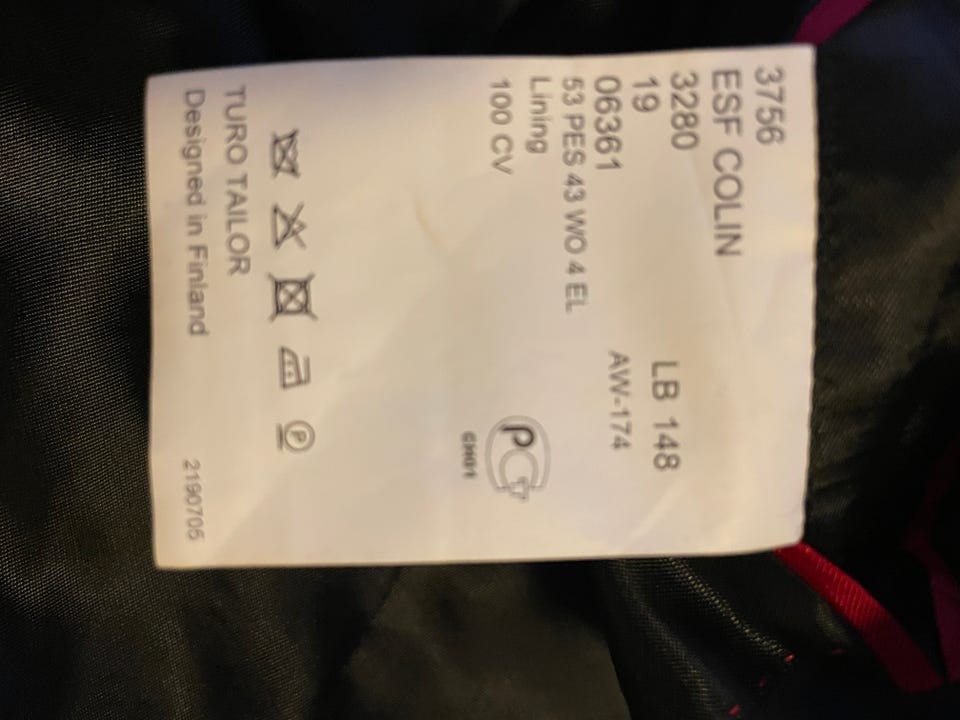 3756
ESF COLIN
3280
19 LB 148
06361 AW-174
53 PES 43 WO 4 EL
Lining
100 CV
P
TURO TAILOR
Designed in Finland 2190705